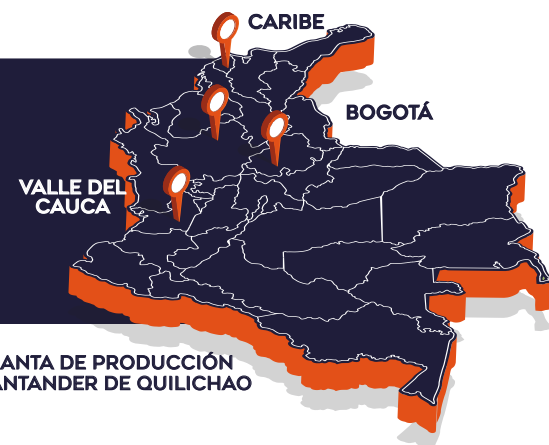 CARIBE
BOGOTÁ
VALLE DEL
CAUCA
ANTA DE PRODUCCIÓN
ANTANDER DE QUILICHAO